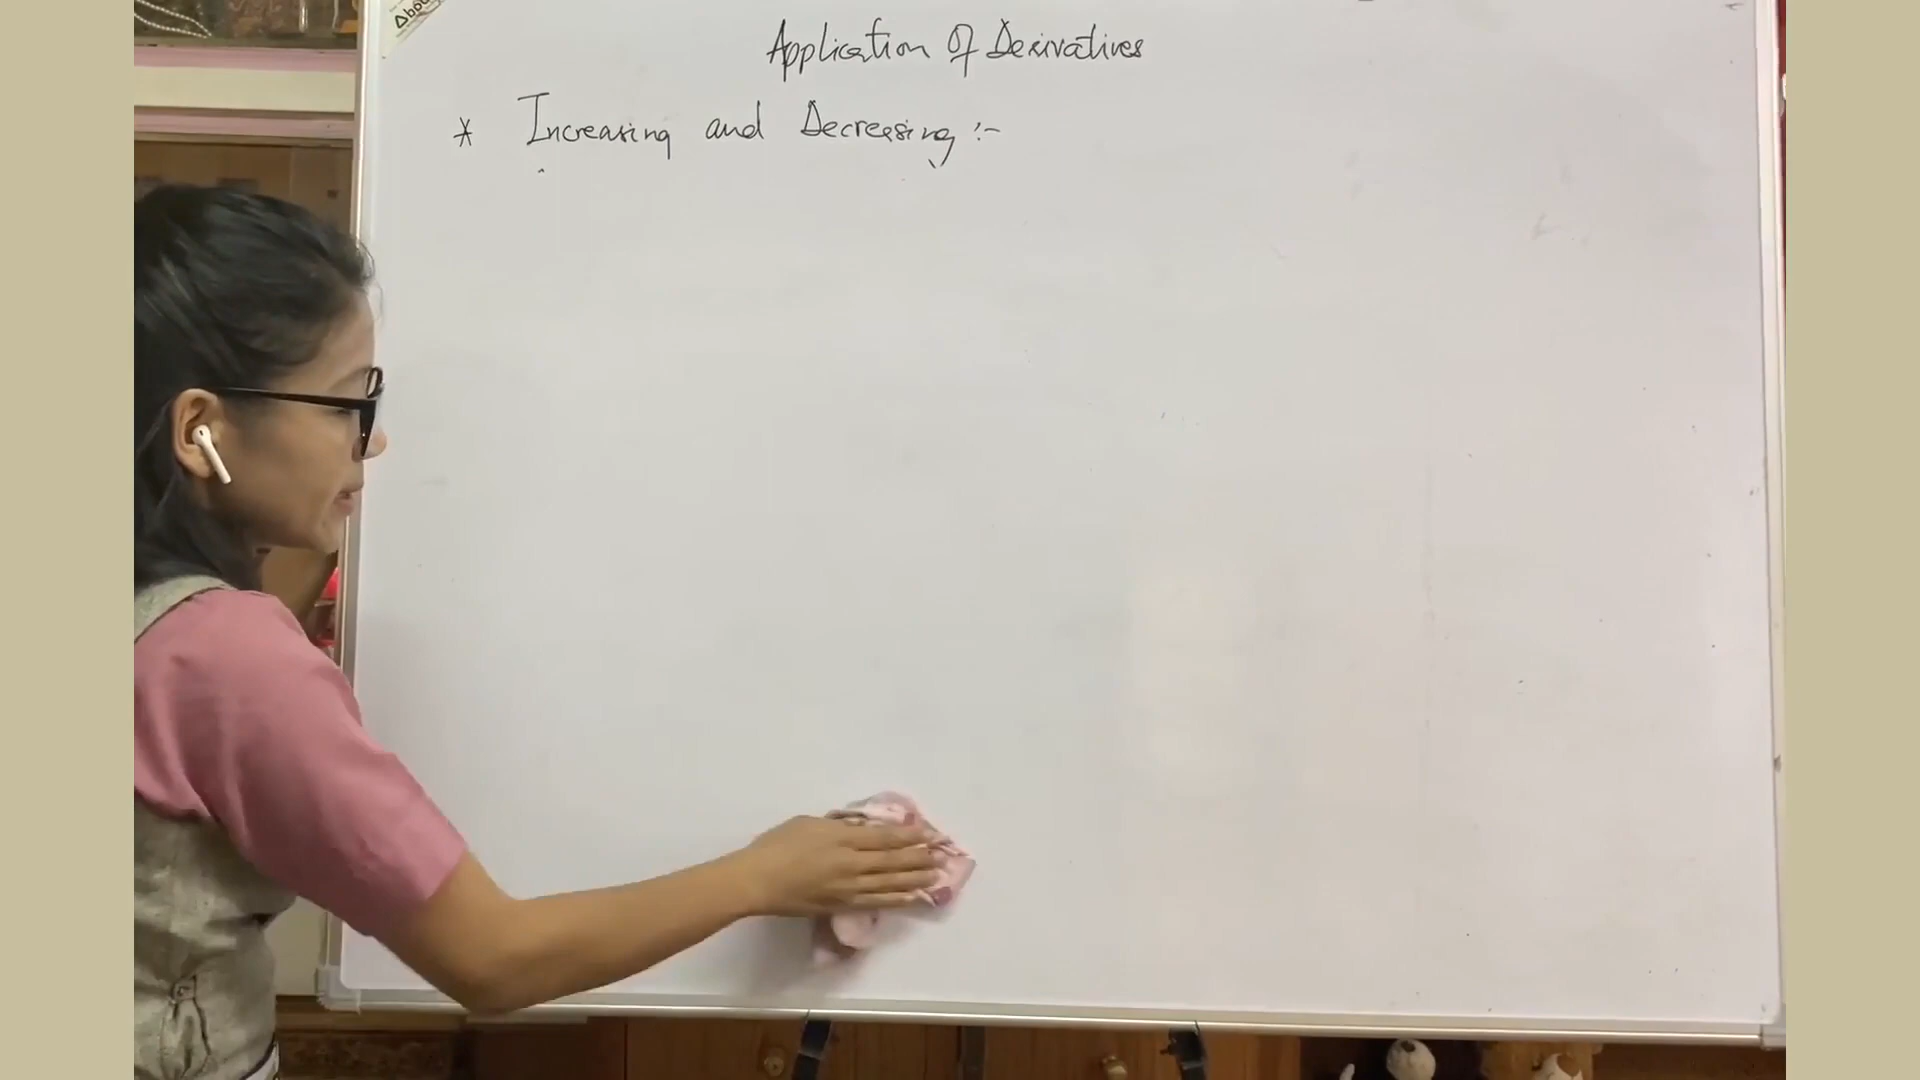 Application Of Derivatives
* Increasing and Decreasing :-